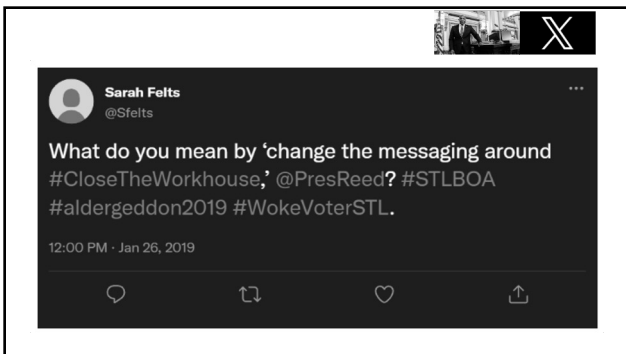 Sarah Felts
@Sfelts
What do you mean by ‘change the messaging around
#CloseTheWorkhouse,’ @PresReed? #STLBOA
#aldergeddon2019 #WokeVoterSTL.
12:00 PM · Jan 26, 2019